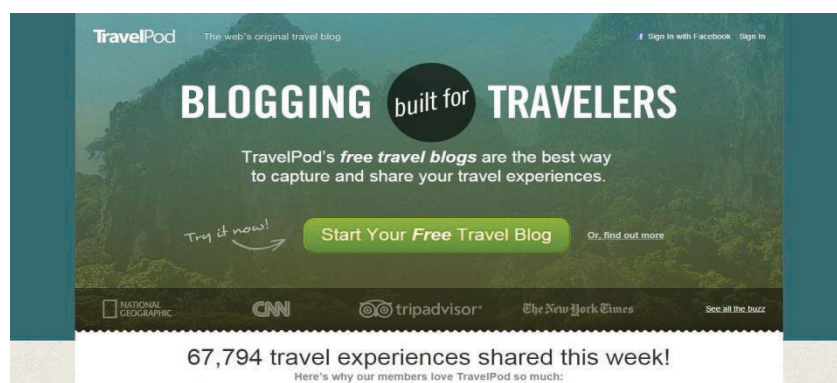 TravelPod The web's original travel blog f Sign In with Facebook Sign In
BLOGGING built for TRAVELERS
TravelPod's free travel blogs are the best way
to capture and share your travel experiences.
Try it now! Start Your Free Travel Blog Or, find out more
NATIONAL
GEOGRAPHIC CNN tripadvisor The New York Times See all the buzz
67,794 travel experiences shared this week!
Here's why our members love TravelPod so much: